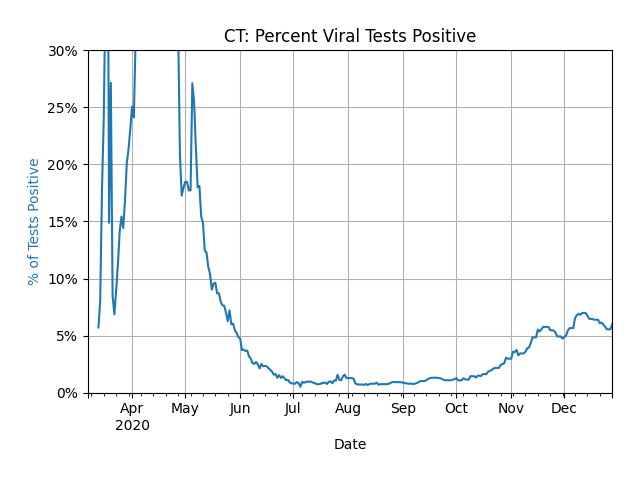 CT: Percent Viral Tests Positive
30%
25%
20%
15%
10%
5%
0%
% of Tests Positive
Apr May Jun Jul Aug Sep Oct Nov Dec
2020
Date